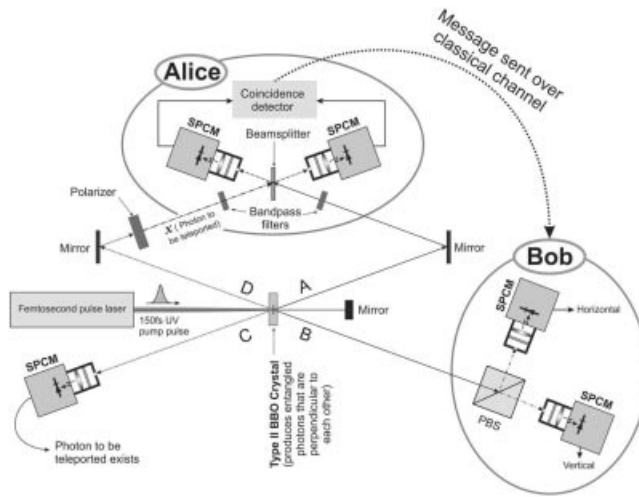 Alice
Message sent over
classical channel
Coincidence
detector
SPCM
SPCM
Beamsplitter
Polarizer
X (Photon to
be teleported)
Bandpass
filters
Mirror
Mirror
Bob
D
A
Femtosecond pulse laser
150fs UV
pump pulse
Mirror
C
B
SPCM
Horizontal
SPCM
Type II BBO Crystal
(produces entangled
photons that are
perpendicular to
each other)
PBS
SPCM
Vertical
Photon to be
teleported exists